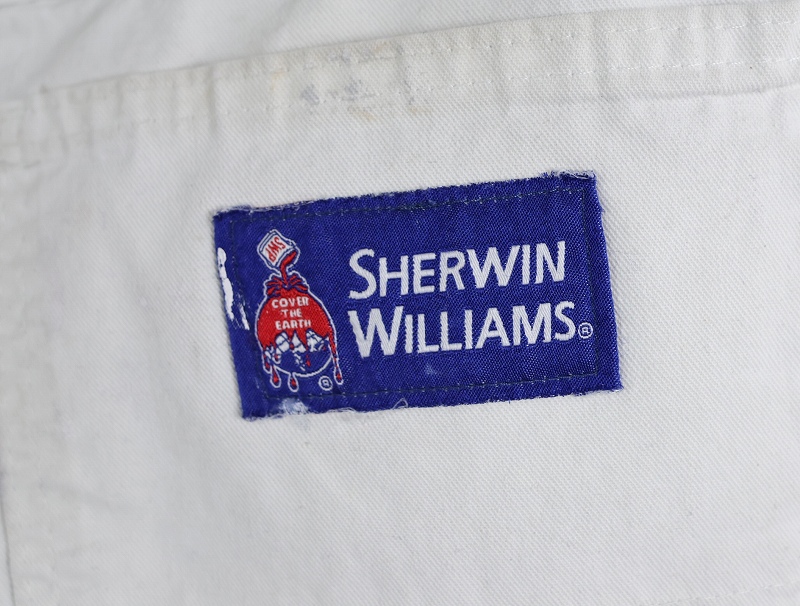 SWP
COVER
THE
EARTH
®
SHERWIN
WILLIAMS®